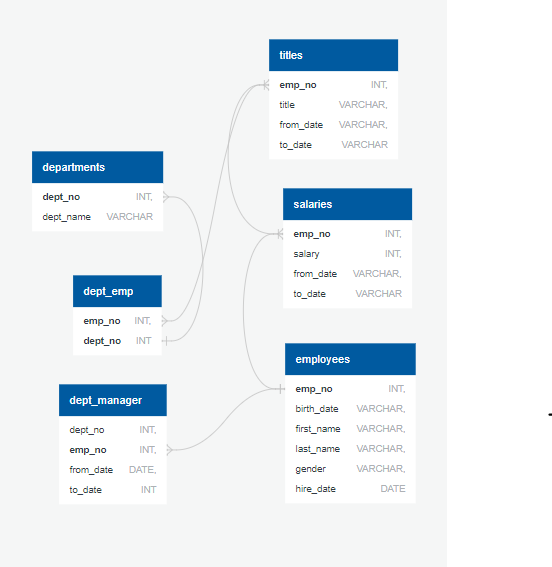 titles
emp_no INT,
title VARCHAR,
from_date VARCHAR,
to_date VARCHAR
departments
dept_no INT,
dept_name VARCHAR
salaries
emp_no INT,
salary INT,
from_date VARCHAR,
to_date VARCHAR
dept_emp
emp_no INT,
dept_no INT
employees
emp_no INT,
birth_date VARCHAR,
first_name VARCHAR,
last_name VARCHAR,
gender VARCHAR,
hire_date DATE
dept_manager
dept_no INT,
emp_no INT,
from_date DATE,
to_date INT